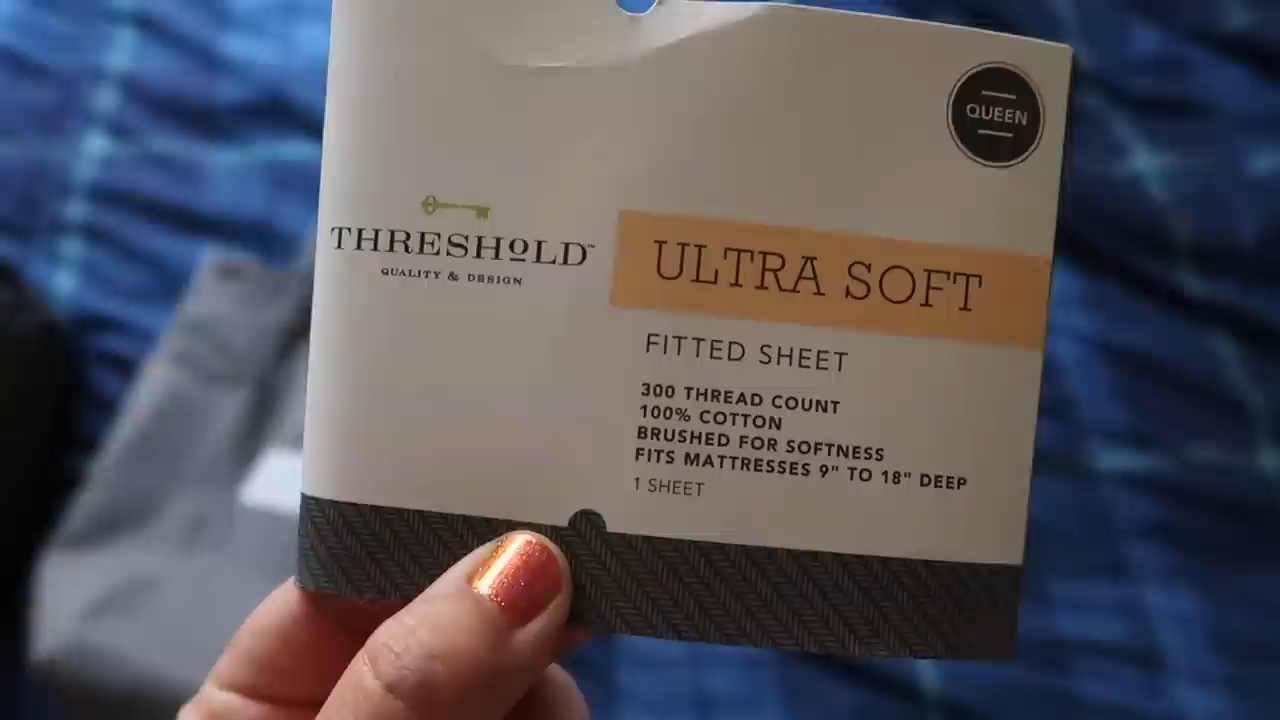 QUEEN
THRESHOLD™
QUALITY & DESIGN
ULTRA SOFT
FITTED SHEET
300 THREAD COUNT
100% COTTON
BRUSHED FOR SOFTNESS
FITS MATTRESSES 9" TO 18" DEEP
1 SHEET